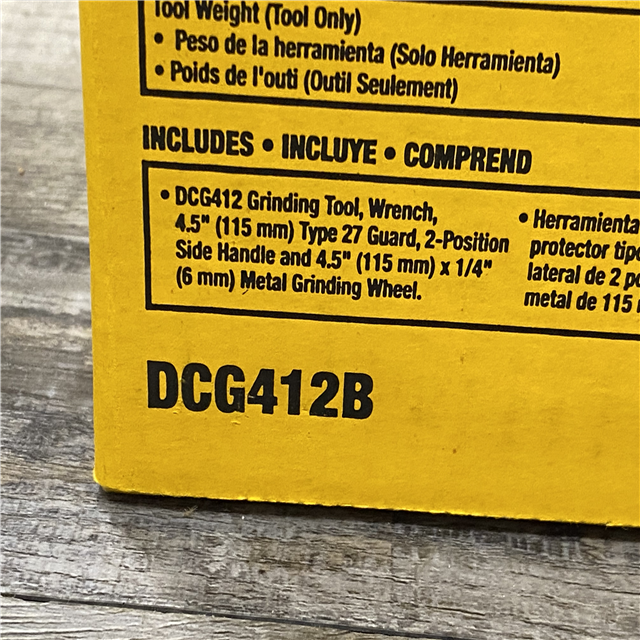 Tool Weight (Tool Only)
• Peso de la herramienta (Solo Herramienta)
• Poids de l'outi (Outil Seulement)
INCLUDES • INCLUYE • COMPREND
• DCG412 Grinding Tool, Wrench,
4.5" (115 mm) Type 27 Guard, 2-Position
Side Handle and 4.5" (115 mm) x 1/4"
(6 mm) Metal Grinding Wheel.
• Herramienta
protector tipo
lateral de 2 po
metal de 115
DCG412B